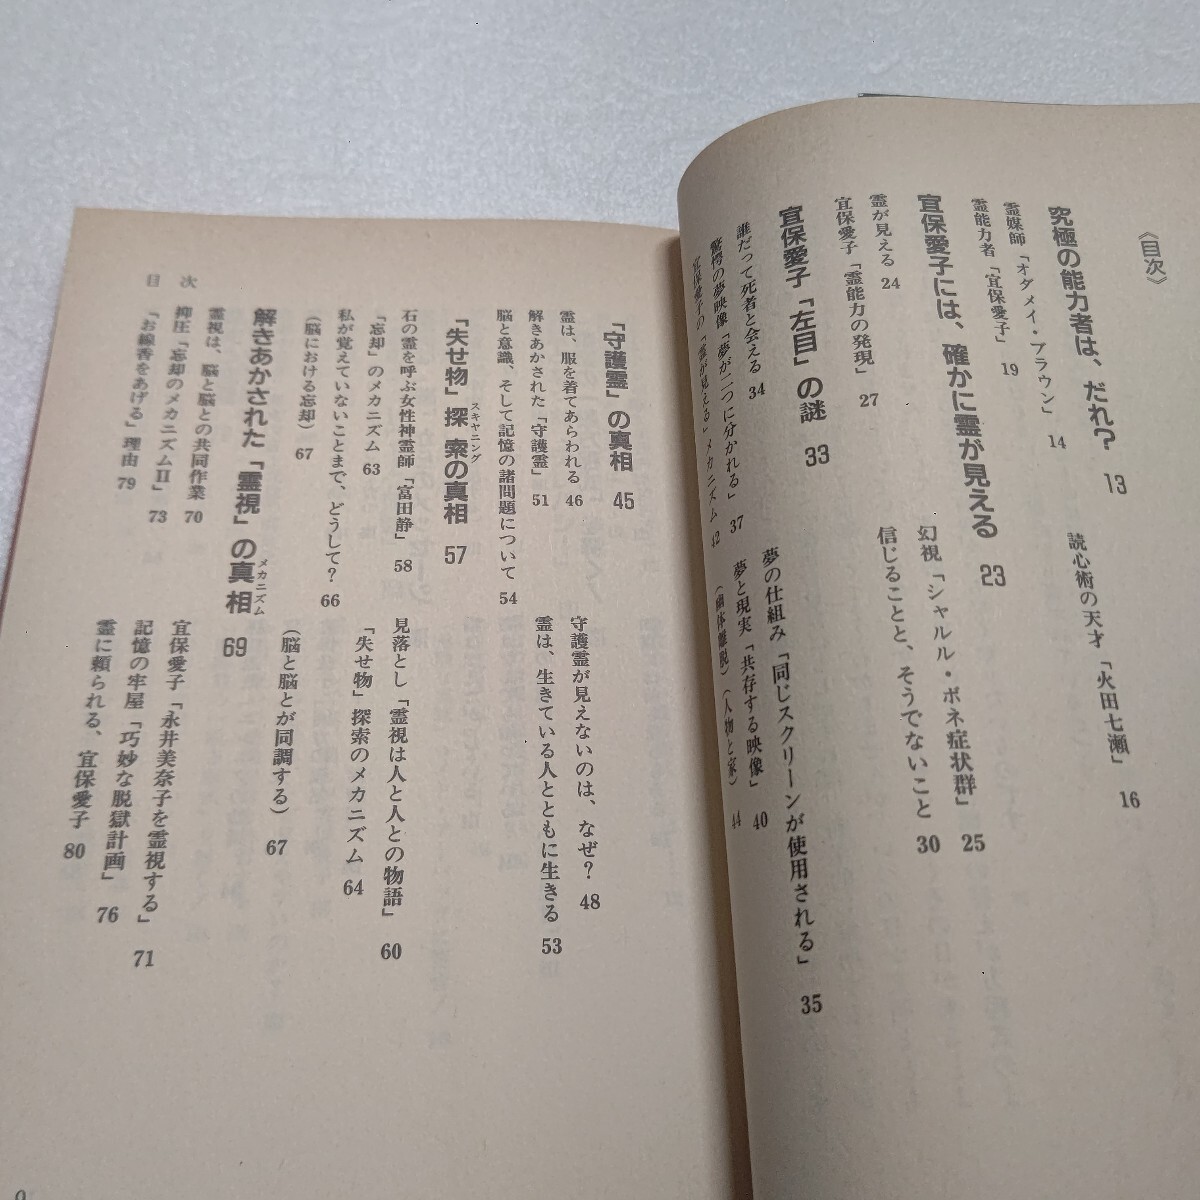 《目次》
究極の能力者は、だれ? 13
霊媒師「オダメイ・ブラウン」 14
読心術の天才「火田七瀬」 16
霊能力者「宜保愛子」 19
宜保愛子には、確かに霊が見える 23
霊が見える 24
幻視「シャルル・ボネ症状群」 25
宜保愛子「霊能力の発現」 27
信じることと、そうでないこと 30
宜保愛子「左目」の謎 33
誰だって死者と会える 34
夢の仕組み「同じスクリーンが使用される」 35
驚愕の夢映像「夢が二つに分かれる」 37
夢と現実「共存する映像」 40
宜保愛子の「霊が見える」メカニズム 42
(幽体離脱)(人物と家) 44
「守護霊」の真相 45
霊は、服を着てあらわれる 46
守護霊が見えないのは、なぜ? 48
解きあかされた「守護霊」 51
霊は、生きている人とともに生きる 53
脳と意識、そして記憶の諸問題について 54
「失せ物」探索の真相 57
スキャニング
石の霊を呼ぶ女性神霊師「富田静」 58
見落とし「霊視は人と人との物語」 60
「忘却」のメカニズム 63
「失せ物」探索のメカニズム 64
私が覚えていないことまで、どうして? 66
(脳における忘却) 67
(脳と脳とが同調する) 67
解きあかされた「霊視」の真相 69
メカニズム
霊視は、脳と脳との共同作業 70
宜保愛子「永井美奈子を霊視する」 71
抑圧「忘却のメカニズムⅡ」 73
記憶の牢屋「巧妙な脱獄計画」 76
「お線香をあげる」理由 79
霊に頼られる、宜保愛子 80
目次
9